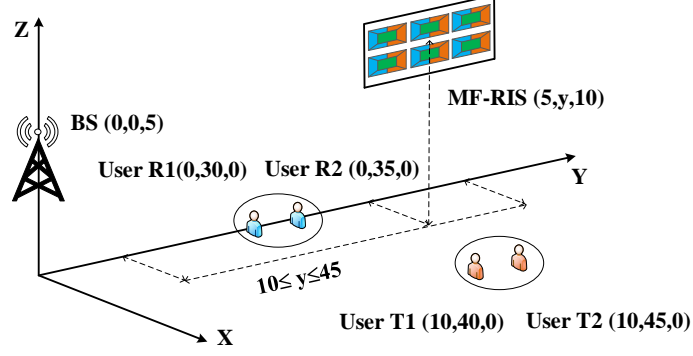 Z
MF-RIS (5,y,10)
BS (0,0,5)
User R1(0,30,0) User R2 (0,35,0)
Y
10≤ y≤45
X
User T1 (10,40,0) User T2 (10,45,0)